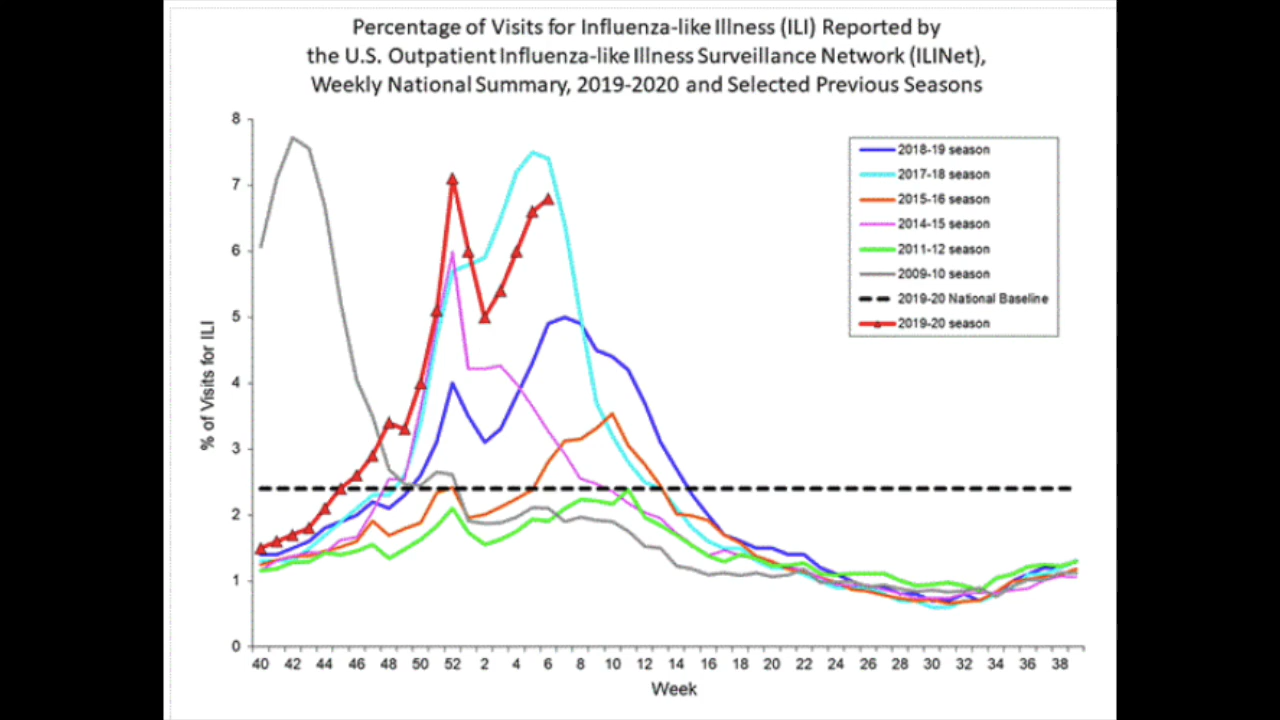 Percentage of Visits for Influenza-like Illness (ILI) Reported by
the U.S. Outpatient Influenza-like Illness Surveillance Network (ILINet),
Weekly National Summary, 2019-2020 and Selected Previous Seasons
8
7
6
5
4
3
2
1
0
% of Visits for ILI
2018-19 season
2017-18 season
2015-16 season
2014-15 season
2011-12 season
2009-10 season
2019-20 National Baseline
2019-20 season
40 42 44 46 48 50 52 2 4 6 8 10 12 14 16 18 20 22 24 26 28 30 32 34 36 38
Week